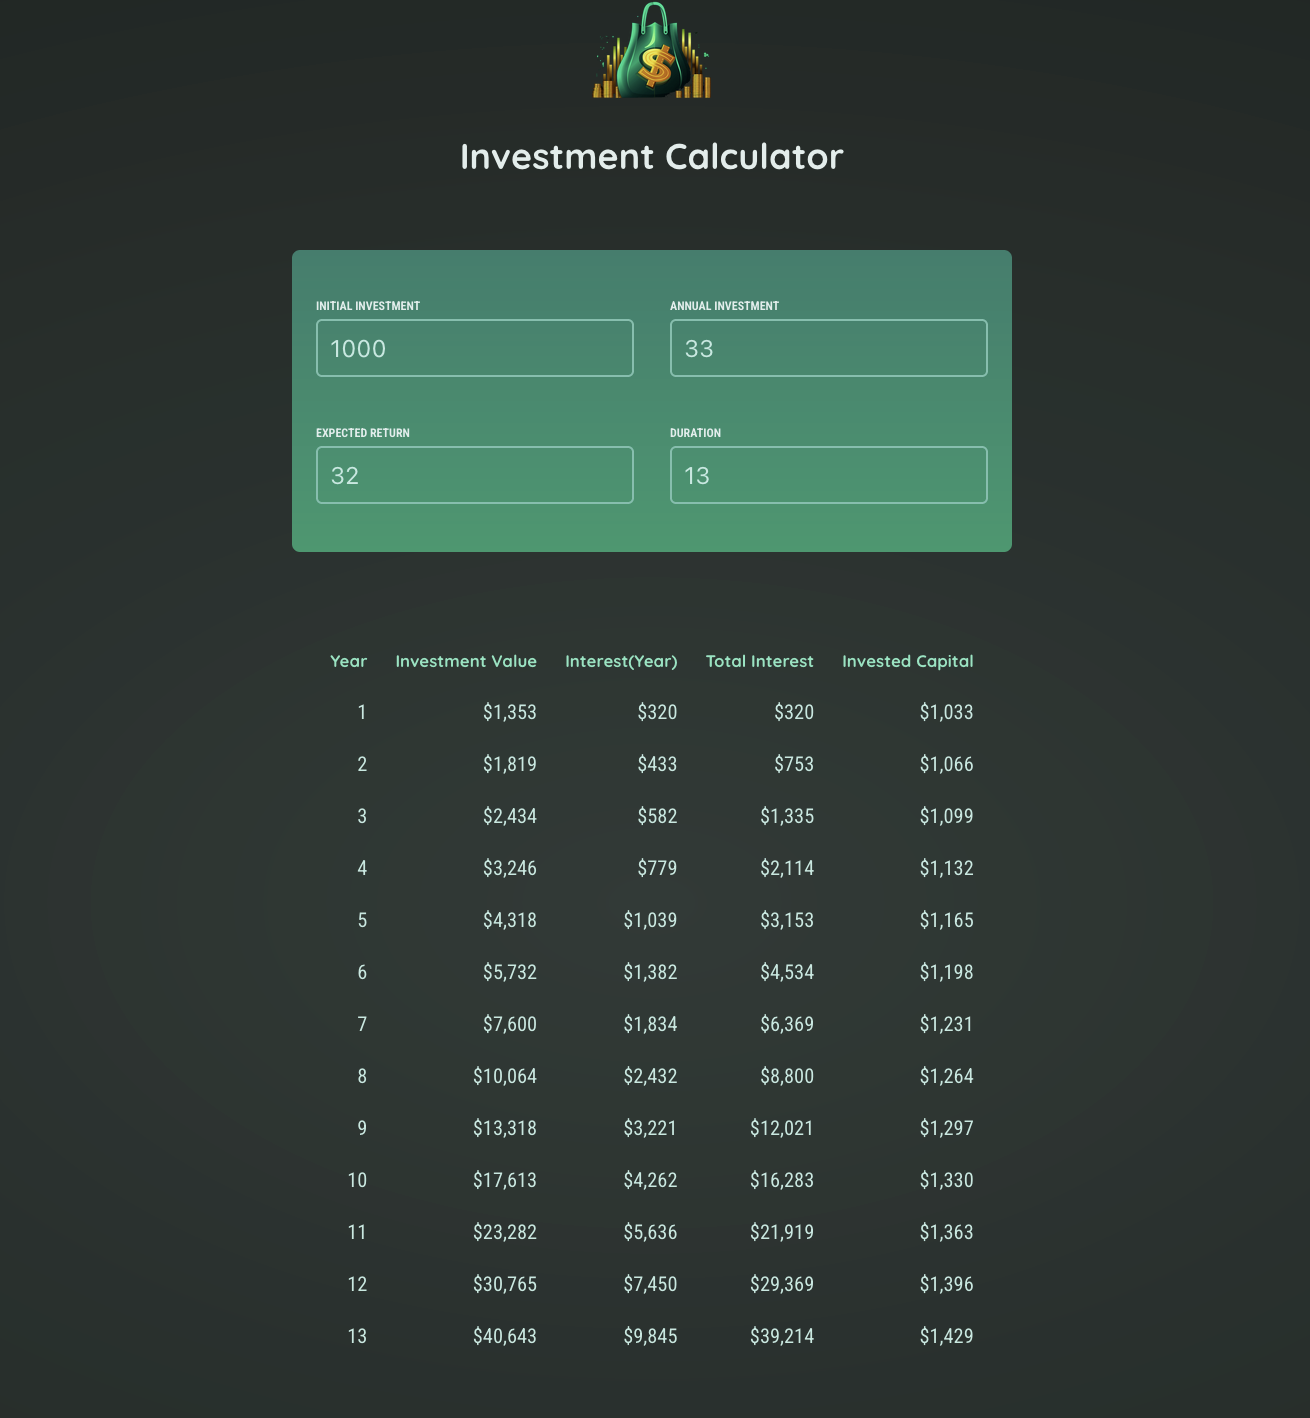 $
Investment Calculator
INITIAL INVESTMENT ANNUAL INVESTMENT
1000 33
EXPECTED RETURN DURATION
32 13
Year Investment Value Interest(Year) Total Interest Invested Capital
1 $1,353 $320 $320 $1,033
2 $1,819 $433 $753 $1,066
3 $2,434 $582 $1,335 $1,099
4 $3,246 $779 $2,114 $1,132
5 $4,318 $1,039 $3,153 $1,165
6 $5,732 $1,382 $4,534 $1,198
7 $7,600 $1,834 $6,369 $1,231
8 $10,064 $2,432 $8,800 $1,264
9 $13,318 $3,221 $12,021 $1,297
10 $17,613 $4,262 $16,283 $1,330
11 $23,282 $5,636 $21,919 $1,363
12 $30,765 $7,450 $29,369 $1,396
13 $40,643 $9,845 $39,214 $1,429